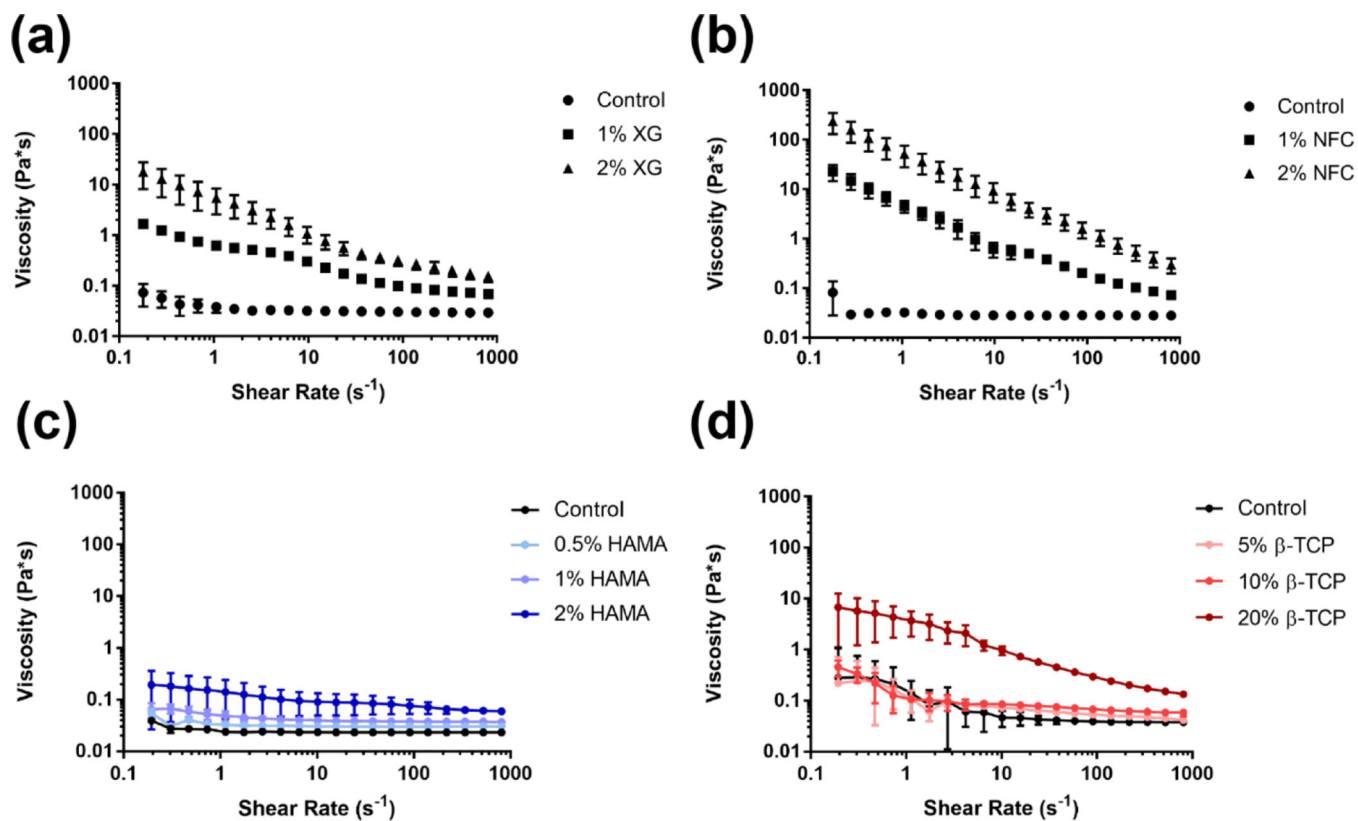 (a)
1000
100
10
1
0.1
0.01
Viscosity (Pa*s)
0.1 1 10 100 1000
Shear Rate (s⁻¹)
Control
1% XG
2% XG
(b)
1000
100
10
1
0.1
0.01
Viscosity (Pa*s)
0.1 1 10 100 1000
Shear Rate (s⁻¹)
Control
1% NFC
2% NFC
(c)
1000
100
10
1
0.1
0.01
Viscosity (Pa*s)
0.1 1 10 100 1000
Shear Rate (s⁻¹)
Control
0.5% HAMA
1% HAMA
2% HAMA
(d)
1000
100
10
1
0.1
0.01
Viscosity (Pa*s)
0.1 1 10 100 1000
Shear Rate (s⁻¹)
Control
5% β-TCP
10% β-TCP
20% β-TCP